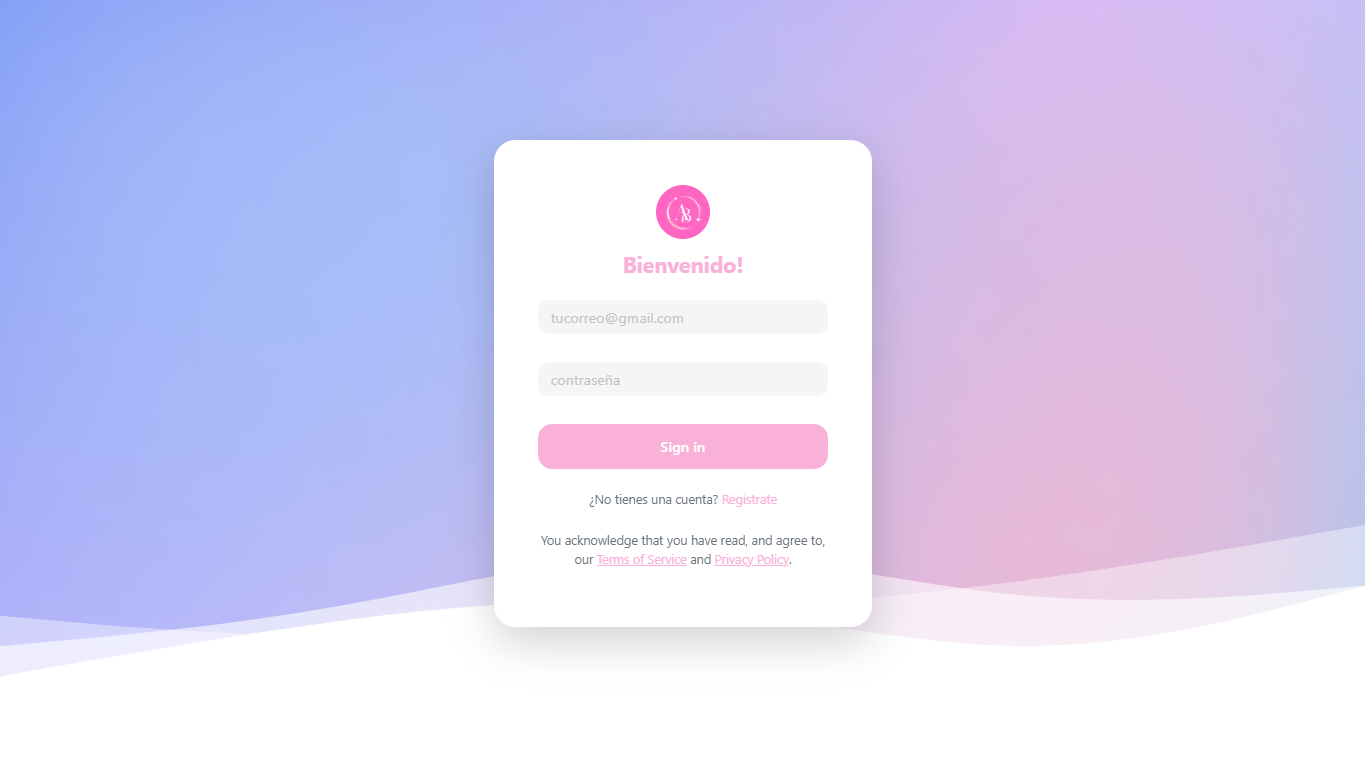 AB
Bienvenido!
tucorreo@gmail.com
contraseña
Sign in
¿No tienes una cuenta? Registrate
You acknowledge that you have read, and agree to,
our Terms of Service and Privacy Policy.